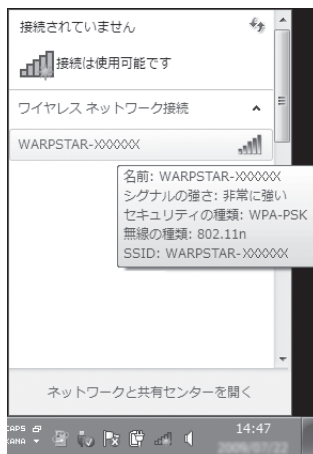 接続されていません
接続は使用可能です
ワイヤレス ネットワーク接続
WARPSTAR-XXXXXX
名前: WARPSTAR-XXXXXX
シグナルの強さ: 非常に強い
セキュリティの種類: WPA-PSK
無線の種類: 802.11n
SSID: WARPSTAR-XXXXXX
ネットワークと共有センターを開く
CAPS
KANA
14:47